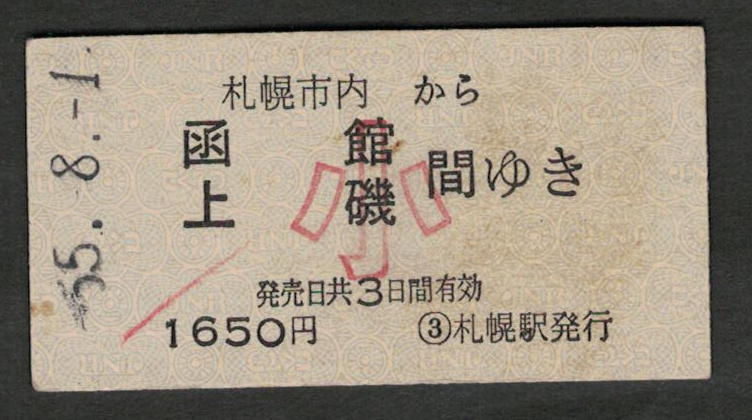 55. 8. -1.
札幌市内 から
函館
上磯 間ゆき
小
発売日共3日間有効
1650円 ③札幌駅発行